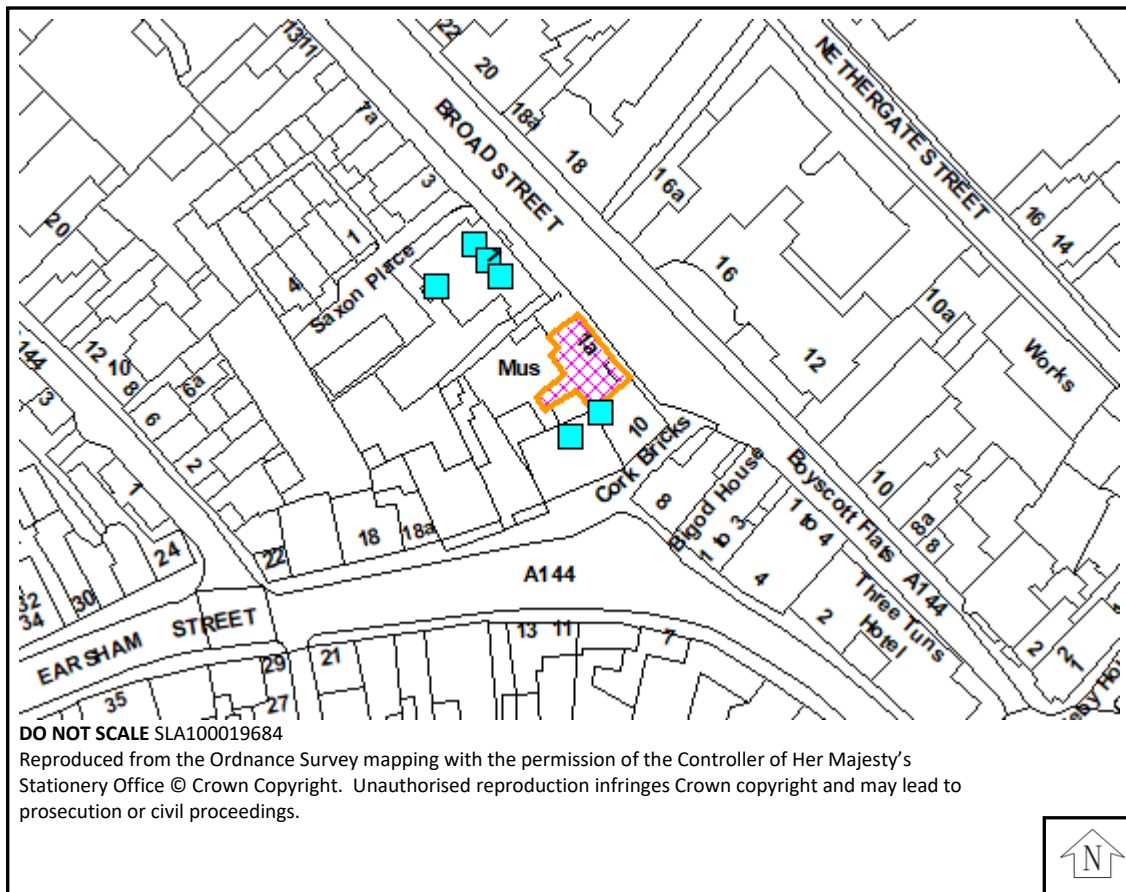 13
11
22
20
18a
18
NETHERGATE STREET
BROAD STREET
7a
3
16a
16
14
20
1
4
Saxon Place
1
16
10a
Works
12
A144
12
10
8
6a
6
3
2
Mus
1a
10
Cork Bricks
8
Bigod House
1 to 3
Boyscott Flats
1 to 4
10
8a
8
A144
1
24
22
18
18a
A144
4
2
Three Tuns
Hotel
2
32
34
30
EARSHAM STREET
13
11
7
29
21
27
35
DO NOT SCALE SLA100019684
Reproduced from the Ordnance Survey mapping with the permission of the Controller of Her Majesty’s
Stationery Office © Crown Copyright. Unauthorised reproduction infringes Crown copyright and may lead to
prosecution or civil proceedings.
N